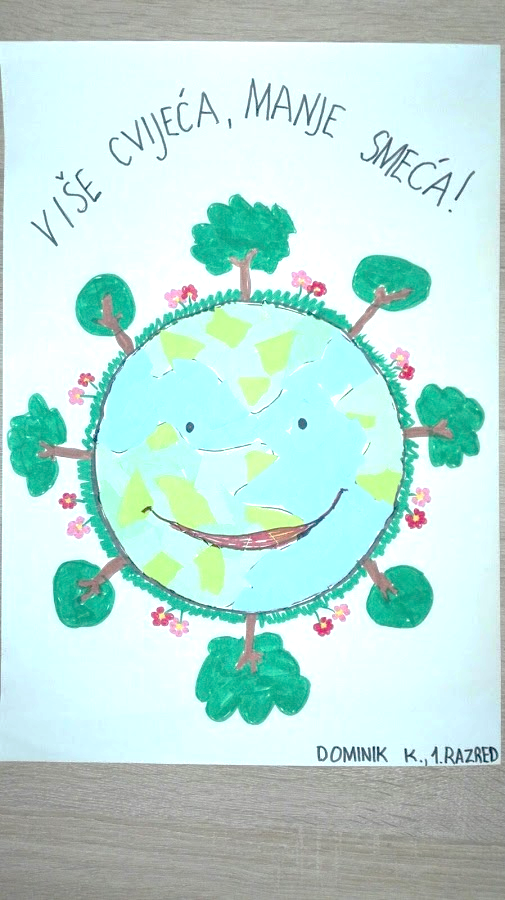 VIŠE CVIJEĆA, MANJE SMEĆA!
DOMINIK K., 1. RAZRED